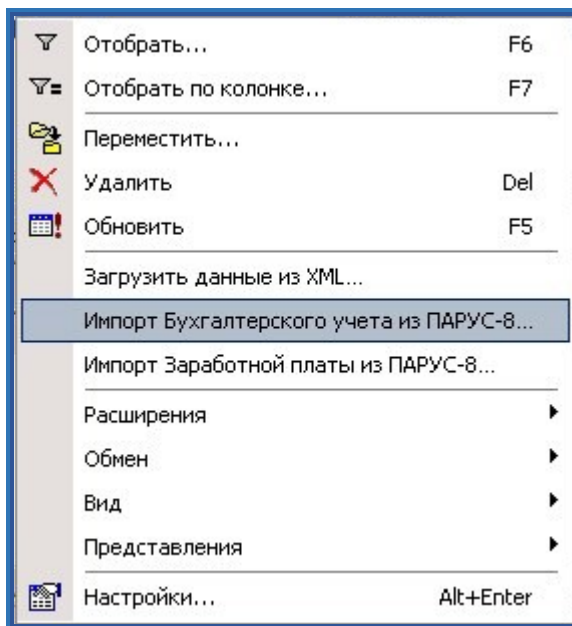 Отобрать... F6
Отобрать по колонке... F7
Переместить...
Удалить Del
Обновить F5
Загрузить данные из XML...
Импорт Бухгалтерского учета из ПАРУС-8...
Импорт Заработной платы из ПАРУС-8...
Расширения
Обмен
Вид
Представления
Настройки... Alt+Enter